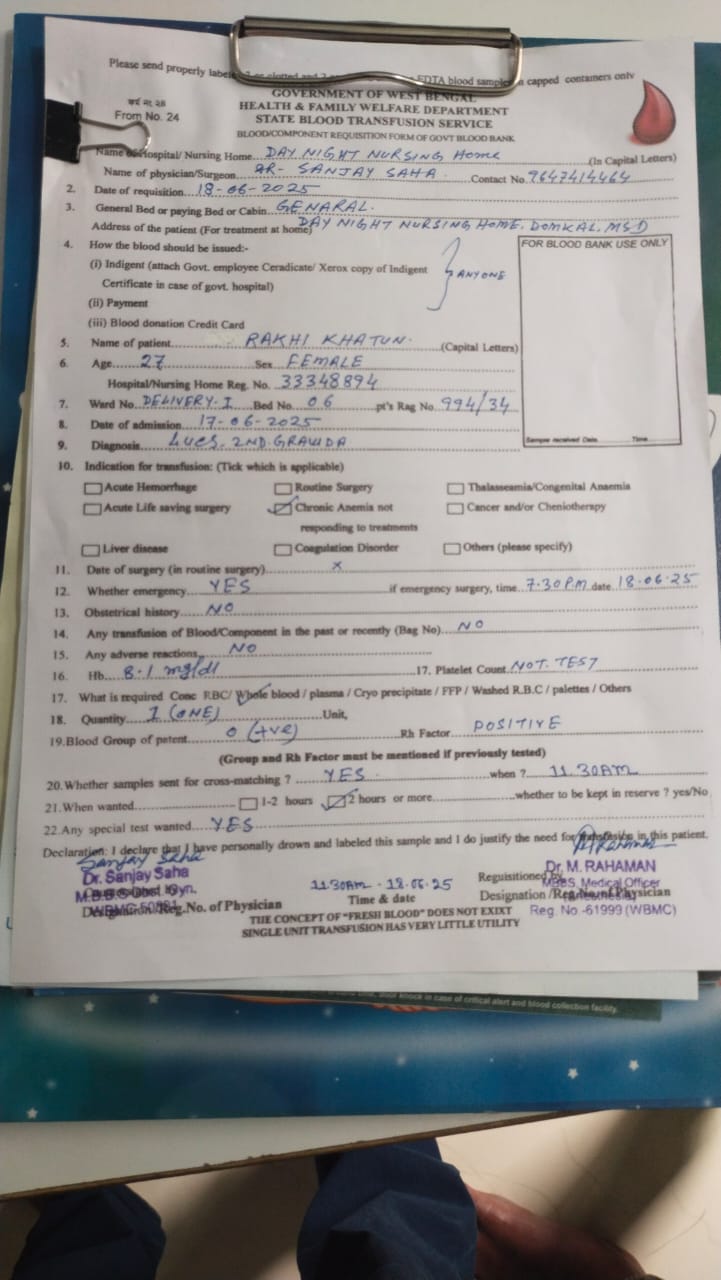 Please send properly labele
EDTA blood sample
n capped containers only
फर्म नং २४
From No. 24
GOVERNMENT OF WEST BENGAL
HEALTH & FAMILY WELFARE DEPARTMENT
STATE BLOOD TRANSFUSION SERVICE
BLOOD/COMPONENT REQUISITION FORM OF GOVT BLOOD BANK
Name of Hospital/ Nursing Home DAY NIGHT NURSING HOME (In Capital Letters)
Name of physician/Surgeon DR- SANJAY SAHA Contact No. 9647414464
2. Date of requisition 18-06-2025
3. General Bed or paying Bed or Cabin GENARAL.
Address of the patient (For treatment at home) DAY NIGHT NURSING HOME, DOMKAL, MSD
4. How the blood should be issued:-
FOR BLOOD BANK USE ONLY
(i) Indigent (attach Govt. employee Ceradicate/ Xerox copy of Indigent
Certificate in case of govt. hospital)
ANYONE
(ii) Payment
(iii) Blood donation Credit Card
5. Name of patient RAKHI KHATUN. (Capital Letters)
6. Age 27 Sex FEMALE
Hospital/Nursing Home Reg. No. 33348894
7. Ward No. DELIVERY-I Bed No. 06 pt's Rag No. 994/34
8. Date of admission 17-06-2025
9. Diagnosis LUCS. 2ND. GRAVIDA
Sample received Date Time
10. Indication for transfusion: (Tick which is applicable)
Acute Hemorrhage Routine Surgery Thalasseamia/Congenital Anaemia
Acute Life saving surgery Chronic Anemia not Cancer and/or Cheniotherapy
responding to treatments
Liver disease Coagulation Disorder Others (please specify)
11. Date of surgery (in routine surgery) x
12. Whether emergency YES if emergency surgery, time 7.30 P.M date 18.06.25
13. Obstetrical history NO
14. Any transfusion of Blood/Component in the past or recently (Bag No) NO
15. Any adverse reactions NO
16. Hb 8.1 mg/dl 17. Platelet Count NOT. TEST
17. What is required Conc RBC/ Whole blood / plasma / Cryo precipitate / FFP / Washed R.B.C / palettes / Others
18. Quantity 1 (ONE) Unit,
19. Blood Group of patent O (+ve) Rh Factor POSITIVE
(Group and Rh Factor must be mentioned if previously tested)
20. Whether samples sent for cross-matching ? YES when ? 11.30AM
21. When wanted 1-2 hours 2 hours or more whether to be kept in reserve ? yes/No
22. Any special test wanted YES
Declaration: I declare that I have personally drown and labeled this sample and I do justify the need for transfusion in this patient.
Sanjay Saha
Dr. Sanjay Saha
M.B.B.S
Gyn.
Reg.No. of Physician
11.30AM - 18.06.25
Time & date
Reguisitioned by
Dr. M. RAHAMAN
MBBS, Medical Officer
Designation /Reg.No. of Physician
Reg. No -61999 (WBMC)
THE CONCEPT OF "FRESH BLOOD" DOES NOT EXIXT
SINGLE UNIT TRANSFUSION HAS VERY LITTLE UTILITY
door knock in case of critical alert and blood collection facility.